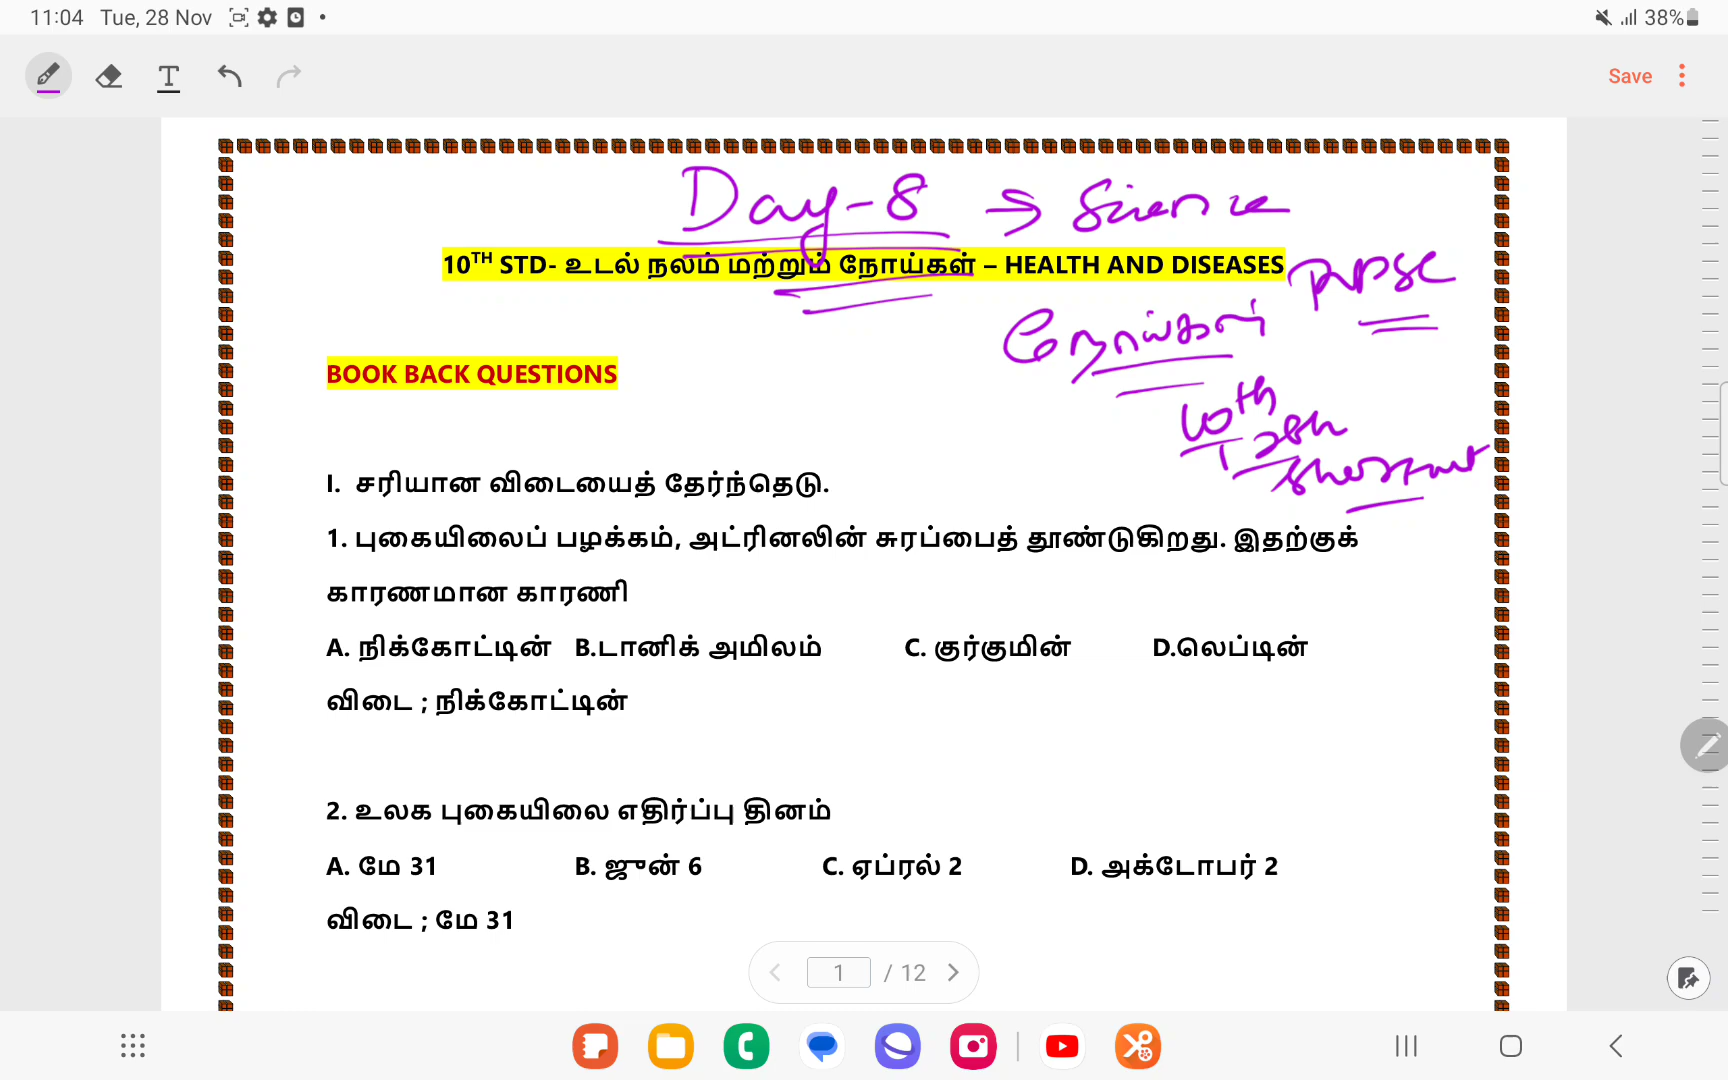 11:04 Tue, 28 Nov
38%
T
Save
Day-8 → Science
10TH STD- உடல் நலம் மற்றும் நோய்கள் – HEALTH AND DISEASES
நோய்கள்
10th
BOOK BACK QUESTIONS
I. சரியான விடையைத் தேர்ந்தெடு.
1. புகையிலைப் பழக்கம், அட்ரினலின் சுரப்பைத் தூண்டுகிறது. இதற்குக்
காரணமான காரணி
A. நிக்கோட்டின் B.டானிக் அமிலம் C. குர்குமின் D.லெப்டின்
விடை ; நிக்கோட்டின்
2. உலக புகையிலை எதிர்ப்பு தினம்
A. மே 31 B. ஜுன் 6 C. ஏப்ரல் 2 D. அக்டோபர் 2
விடை ; மே 31
1 / 12